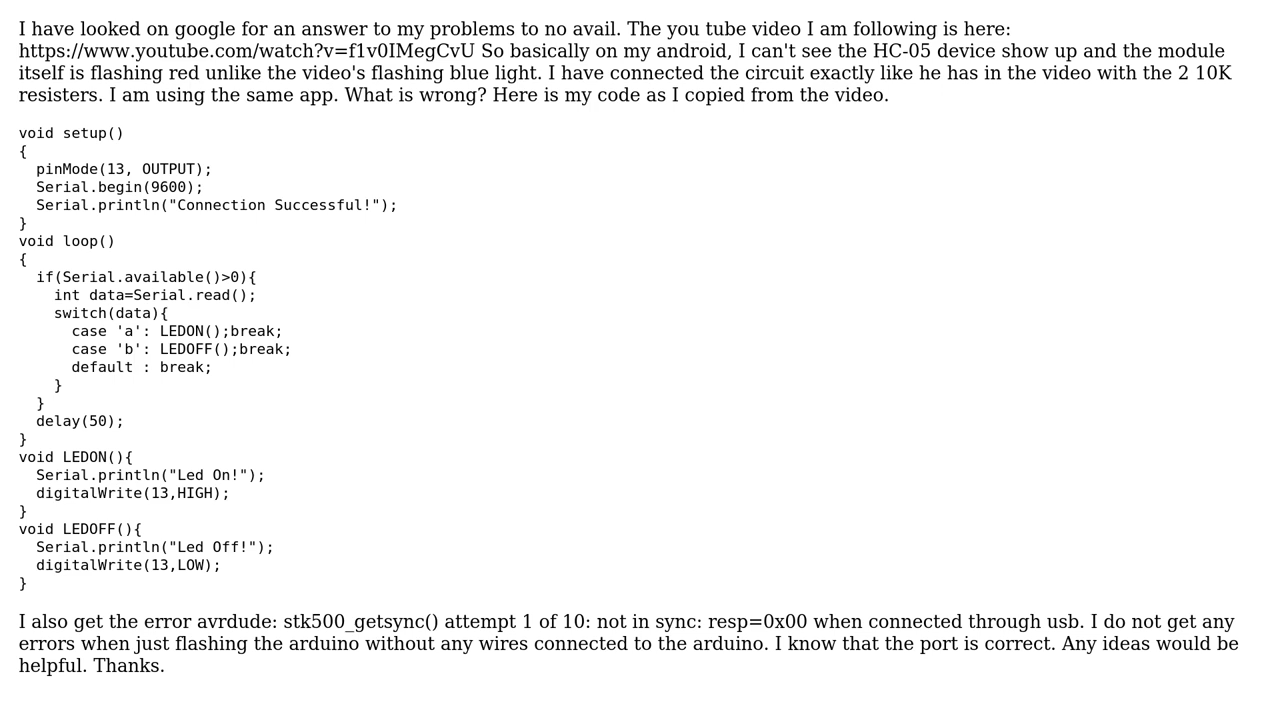 I have looked on google for an answer to my problems to no avail. The you tube video I am following is here:
https://www.youtube.com/watch?v=f1v0IMegCvU So basically on my android, I can't see the HC-05 device show up and the module
itself is flashing red unlike the video's flashing blue light. I have connected the circuit exactly like he has in the video with the 2 10K
resisters. I am using the same app. What is wrong? Here is my code as I copied from the video.
void setup()
{
  pinMode(13, OUTPUT);
  Serial.begin(9600);
  Serial.println("Connection Successful!");
}
void loop()
{
  if(Serial.available()>0){
    int data=Serial.read();
    switch(data){
      case 'a': LEDON();break;
      case 'b': LEDOFF();break;
      default : break;
    }
  }
  delay(50);
}
void LEDON(){
  Serial.println("Led On!");
  digitalWrite(13,HIGH);
}
void LEDOFF(){
  Serial.println("Led Off!");
  digitalWrite(13,LOW);
}
I also get the error avrdude: stk500_getsync() attempt 1 of 10: not in sync: resp=0x00 when connected through usb. I do not get any
errors when just flashing the arduino without any wires connected to the arduino. I know that the port is correct. Any ideas would be
helpful. Thanks.